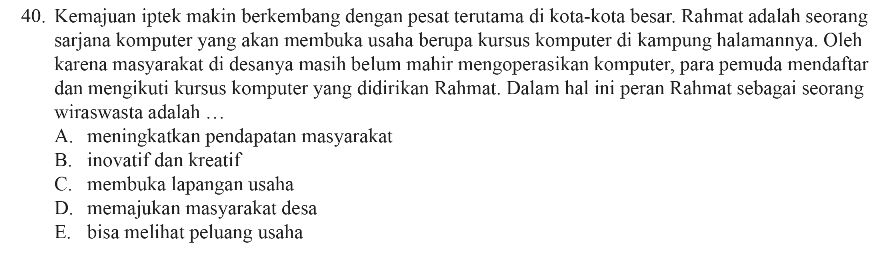 40. Kemajuan iptek makin berkembang dengan pesat terutama di kota-kota besar. Rahmat adalah seorang
sarjana komputer yang akan membuka usaha berupa kursus komputer di kampung halamannya. Oleh
karena masyarakat di desanya masih belum mahir mengoperasikan komputer, para pemuda mendaftar
dan mengikuti kursus komputer yang didirikan Rahmat. Dalam hal ini peran Rahmat sebagai seorang
wiraswasta adalah …
A. meningkatkan pendapatan masyarakat
B. inovatif dan kreatif
C. membuka lapangan usaha
D. memajukan masyarakat desa
E. bisa melihat peluang usaha